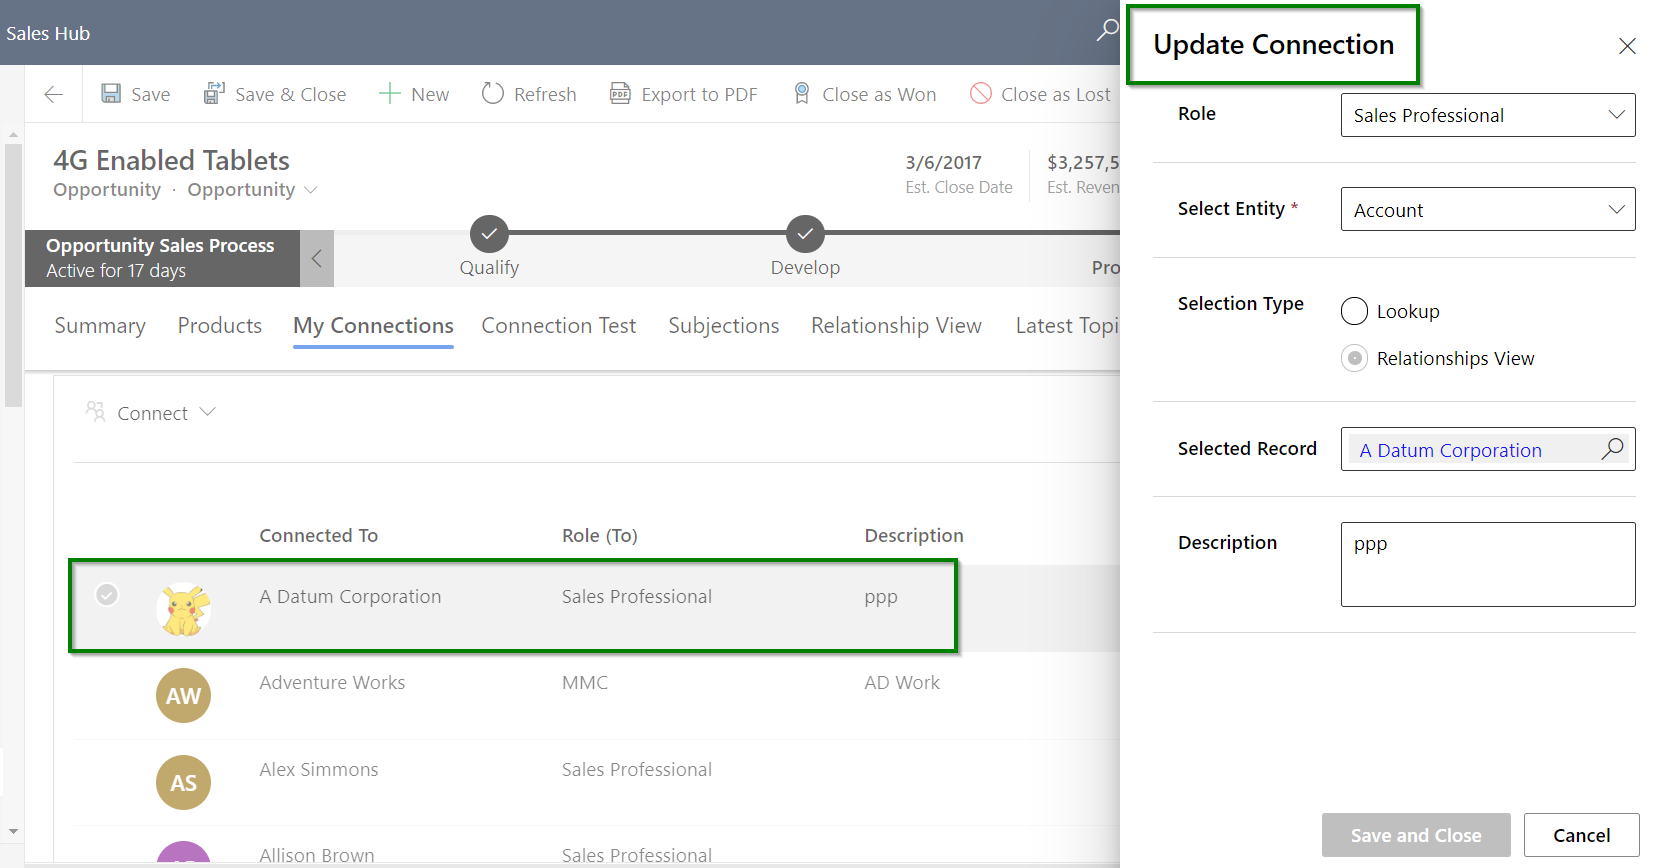 Sales Hub
Save
Save & Close
New
Refresh
Export to PDF
Close as Won
Close as Lost
4G Enabled Tablets
Opportunity · Opportunity
3/6/2017
Est. Close Date
$3,257,5
Est. Reven
Opportunity Sales Process
Active for 17 days
Qualify
Develop
Pro
Summary
Products
My Connections
Connection Test
Subjections
Relationship View
Latest Topi
Connect
Connected To
Role (To)
Description
A Datum Corporation
Sales Professional
ppp
AW
Adventure Works
MMC
AD Work
AS
Alex Simmons
Sales Professional
Allison Brown
Sales Professional
Update Connection
Role
Sales Professional
Select Entity *
Account
Selection Type
Lookup
Relationships View
Selected Record
A Datum Corporation
Description
ppp
Save and Close
Cancel